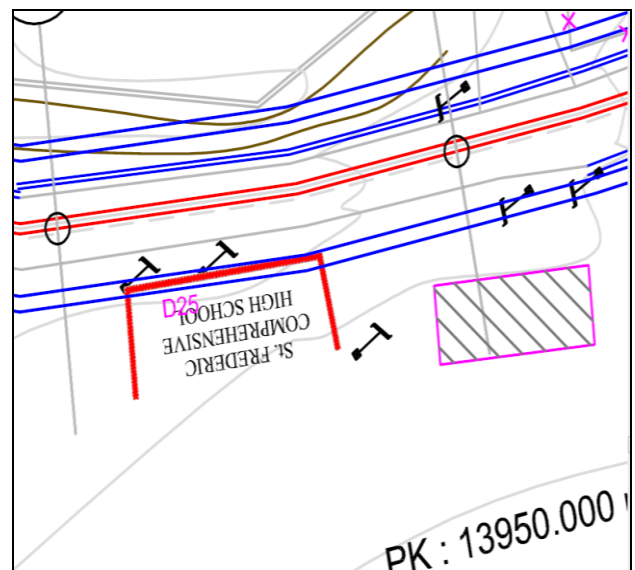 D25
St. FREDERIC
COMPREHENSIVE
HIGH SCHOOL
PK : 13950.000